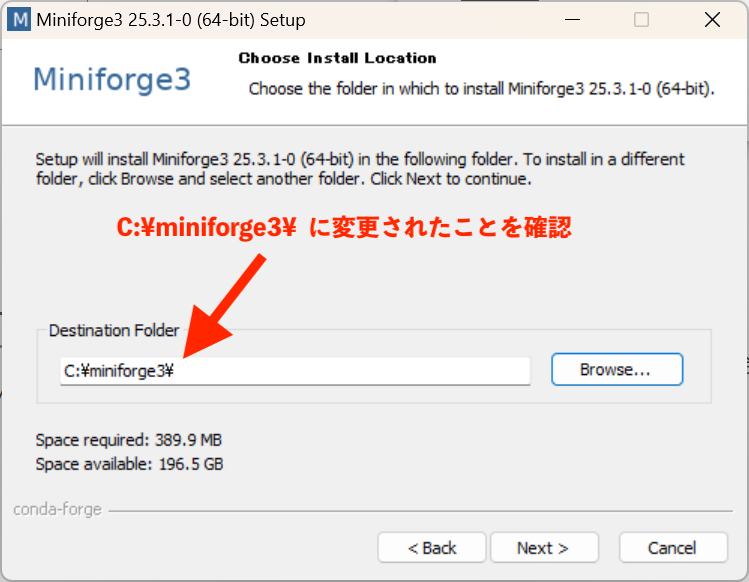 Miniforge3 25.3.1-0 (64-bit) Setup
Miniforge3
Choose Install Location
Choose the folder in which to install Miniforge3 25.3.1-0 (64-bit).
Setup will install Miniforge3 25.3.1-0 (64-bit) in the following folder. To install in a different
folder, click Browse and select another folder. Click Next to continue.
C:¥miniforge3¥ に変更されたことを確認
Destination Folder
C:¥miniforge3¥
Browse...
Space required: 389.9 MB
Space available: 196.5 GB
conda-forge
< Back
Next >
Cancel